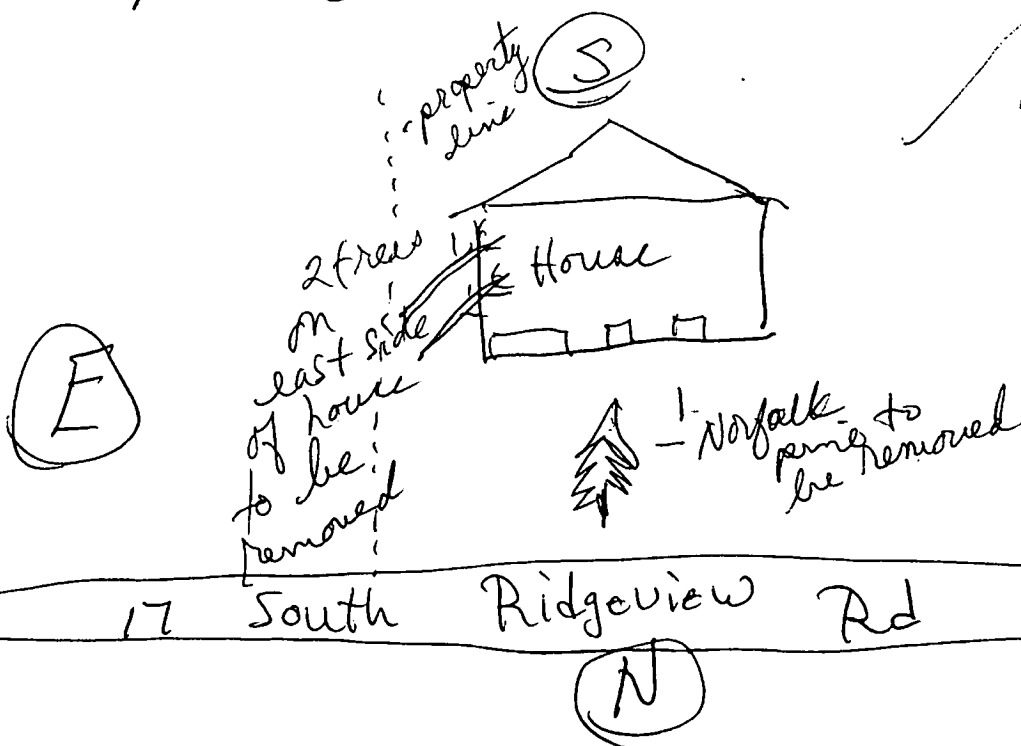 S
property
line
2 trees
on
east side
of house
to be
removed
House
E
1 Norfalk
pine to
be removed
17 South Ridgeview Rd
N